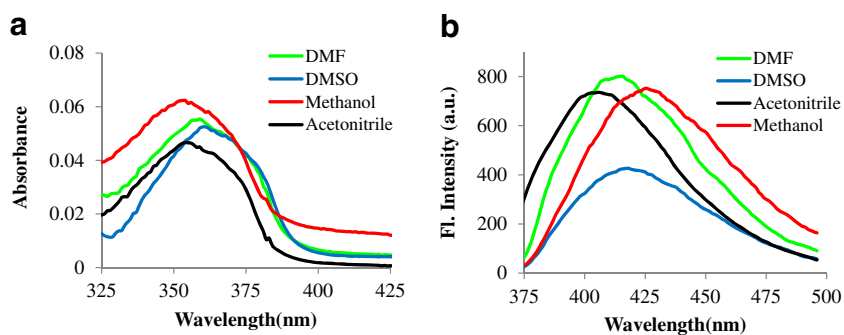 a
0.08
0.06
0.04
0.02
0
Absorbance
325
350
375
400
425
Wavelength(nm)
DMF
DMSO
Methanol
Acetonitrile
b
800
600
400
200
0
Fl. Intensity (a.u.)
375
400
425
450
475
500
Wavelength(nm)
DMF
DMSO
Acetonitrile
Methanol